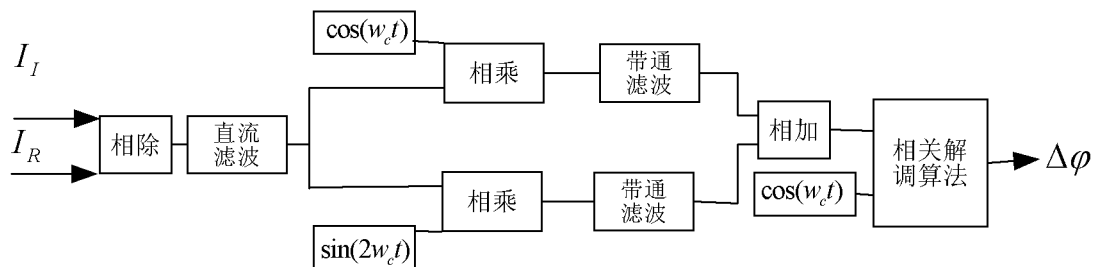 I_I
I_R
相除
直流
滤波
cos(w_c t)
相乘
带通
滤波
sin(2w_c t)
相乘
带通
滤波
相加
cos(w_c t)
相关解
调算法
Δφ